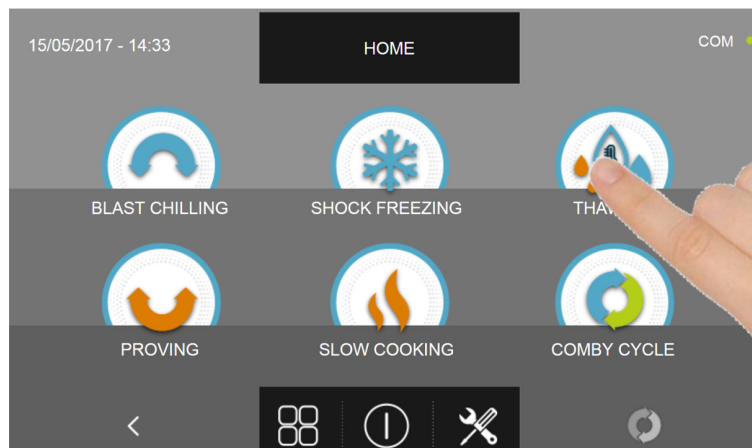 15/05/2017 - 14:33
HOME
COM
BLAST CHILLING
SHOCK FREEZING
PROVING
SLOW COOKING
COMBY CYCLE